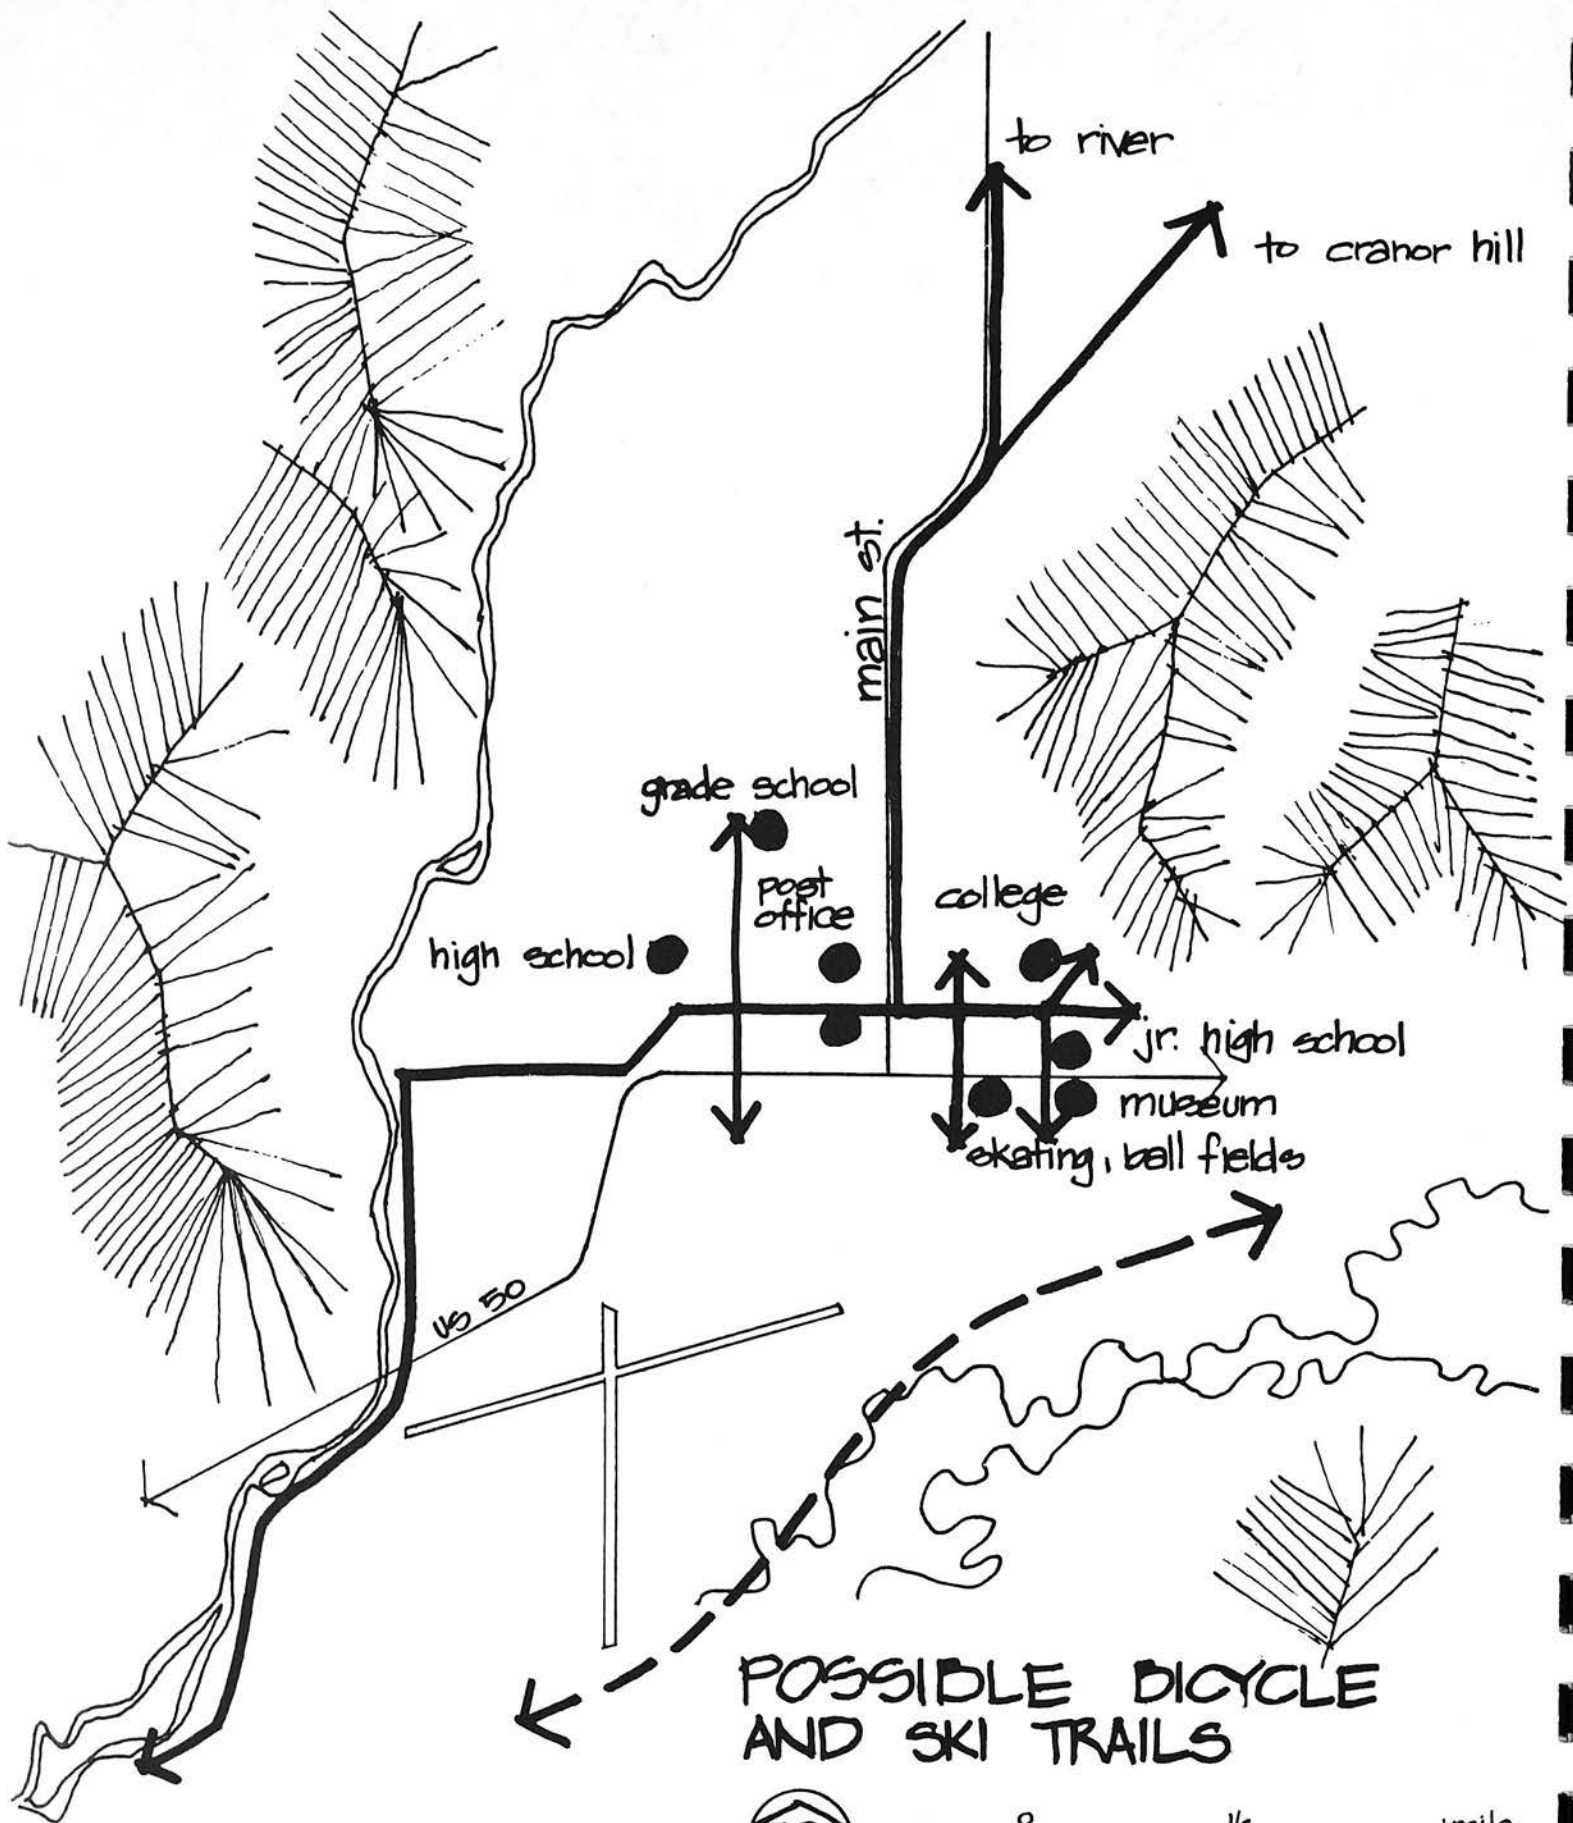 to river
to cranor hill
main st.
grade school
post
office
college
high school
jr. high school
museum
skating, ball fields
US 50
POSSIBLE BICYCLE
AND SKI TRAILS